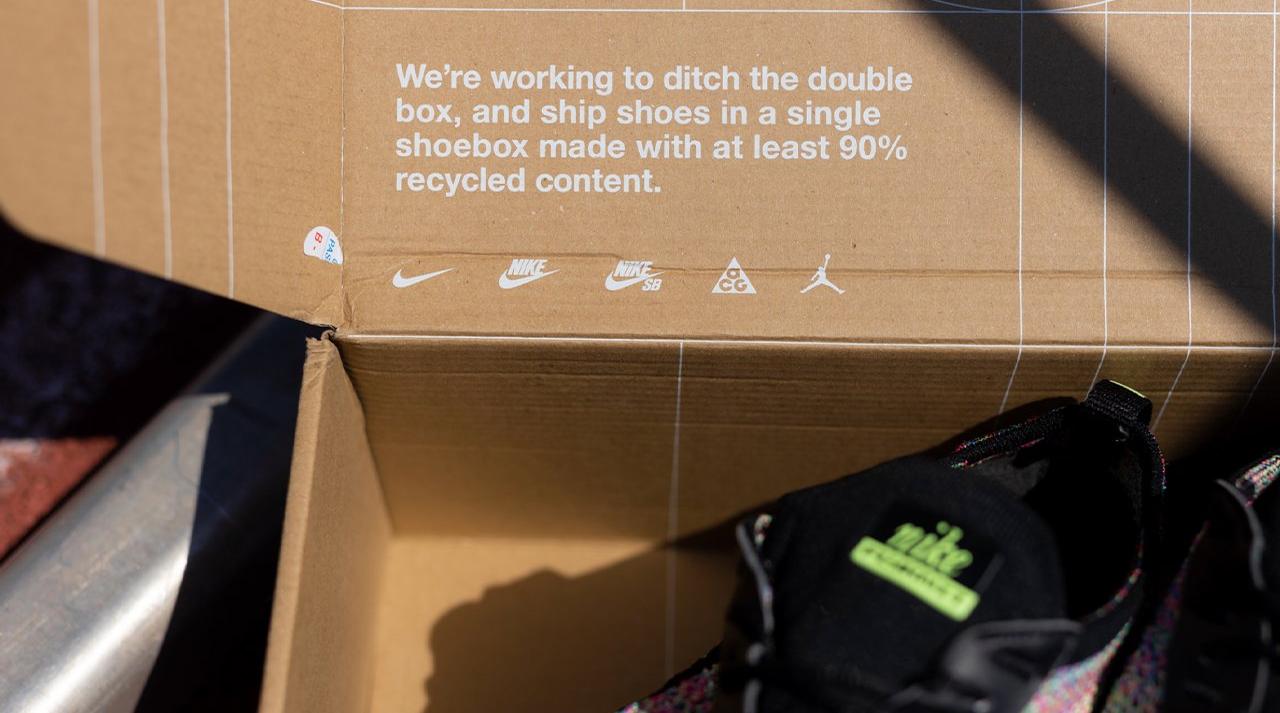 We're working to ditch the double
box, and ship shoes in a single
shoebox made with at least 90%
recycled content.
NIKE
NIKE
SB
aCG
nike